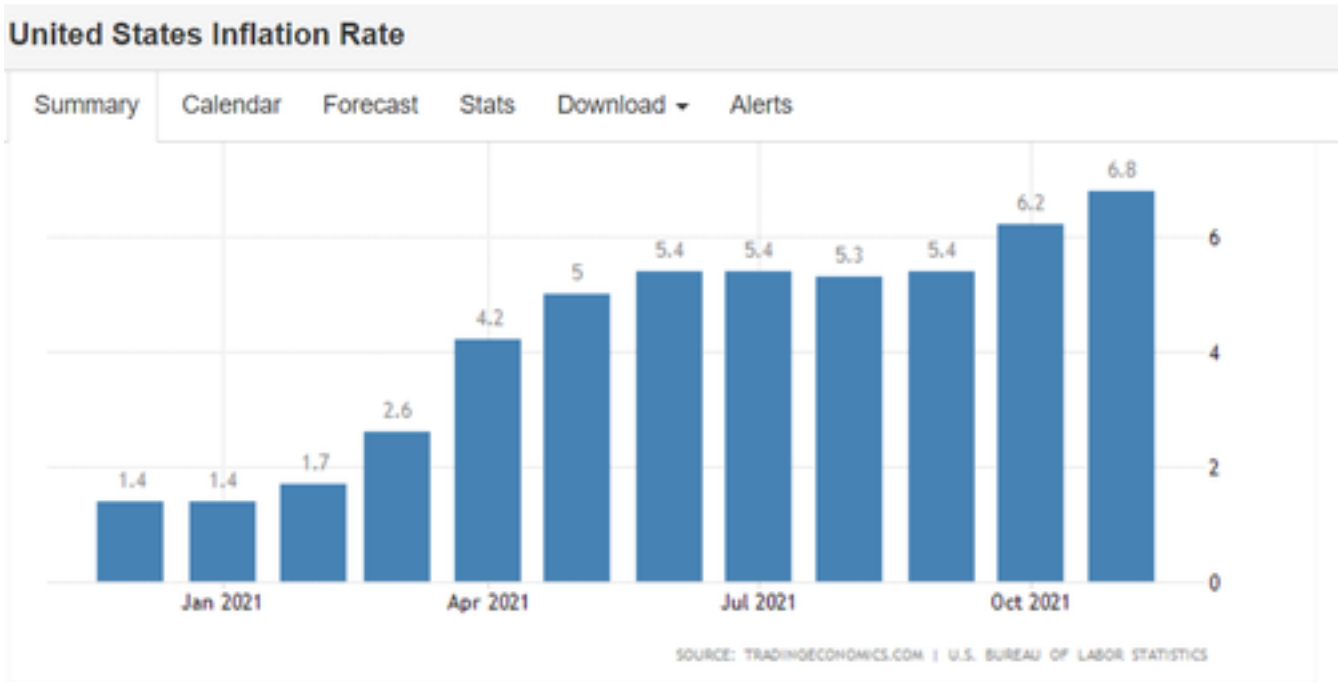 United States Inflation Rate
Summary Calendar Forecast Stats Download Alerts
6.8
6.2
6
5.4 5.4 5.3 5.4
5
4.2
4
2.6
2
1.4 1.4 1.7
0
Jan 2021 Apr 2021 Jul 2021 Oct 2021
SOURCE: TRADINGECONOMICS.COM | U.S. BUREAU OF LABOR STATISTICS